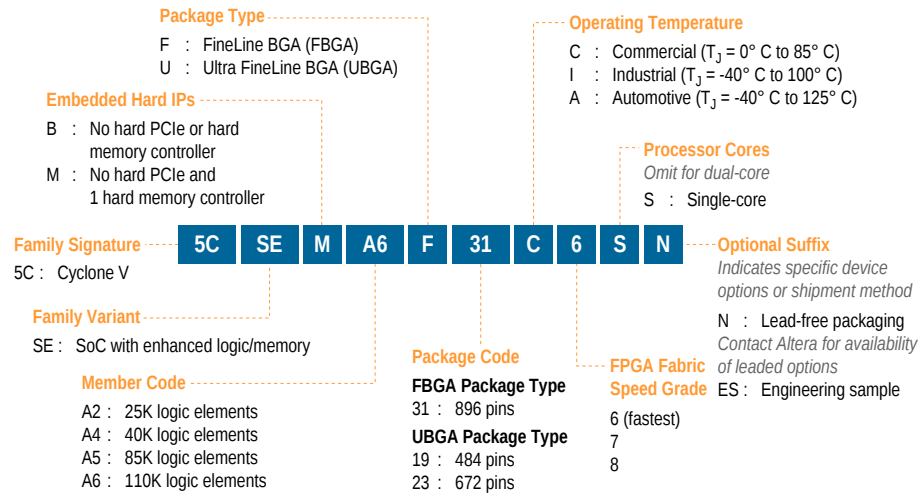 Package Type
F : FineLine BGA (FBGA)
U : Ultra FineLine BGA (UBGA)
Operating Temperature
C : Commercial (TJ = 0° C to 85° C)
I : Industrial (TJ = -40° C to 100° C)
A : Automotive (TJ = -40° C to 125° C)
Embedded Hard IPs
B : No hard PCIe or hard
memory controller
M : No hard PCIe and
1 hard memory controller
Processor Cores
Omit for dual-core
S : Single-core
5C SE M A6 F 31 C 6 S N
Family Signature
5C : Cyclone V
Family Variant
SE : SoC with enhanced logic/memory
Member Code
A2 : 25K logic elements
A4 : 40K logic elements
A5 : 85K logic elements
A6 : 110K logic elements
Package Code
FBGA Package Type
31 : 896 pins
UBGA Package Type
19 : 484 pins
23 : 672 pins
FPGA Fabric
Speed Grade
6 (fastest)
7
8
Optional Suffix
Indicates specific device
options or shipment method
N : Lead-free packaging
Contact Altera for availability
of leaded options
ES : Engineering sample